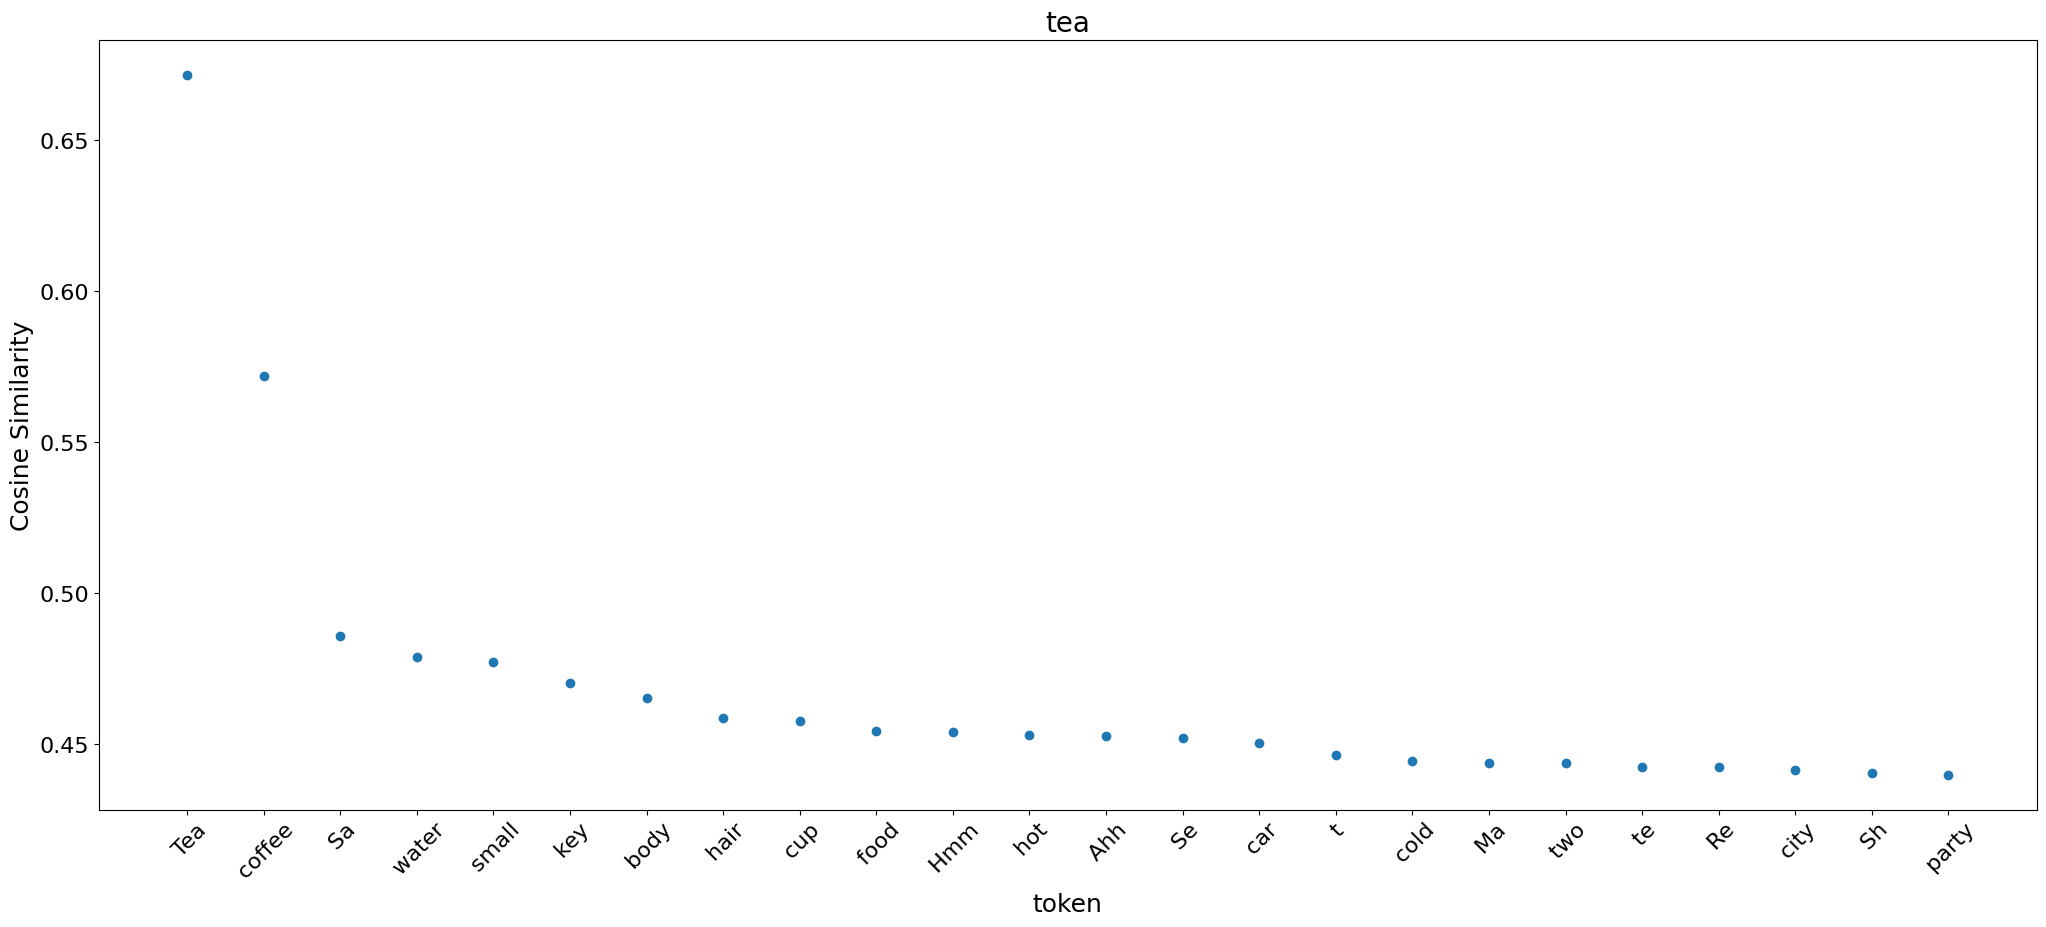 tea
Cosine Similarity
0.65
0.60
0.55
0.50
0.45
Tea coffee Sa water small key body hair cup food Hmm hot Ahh Se car t cold Ma two te Re city Sh party
token